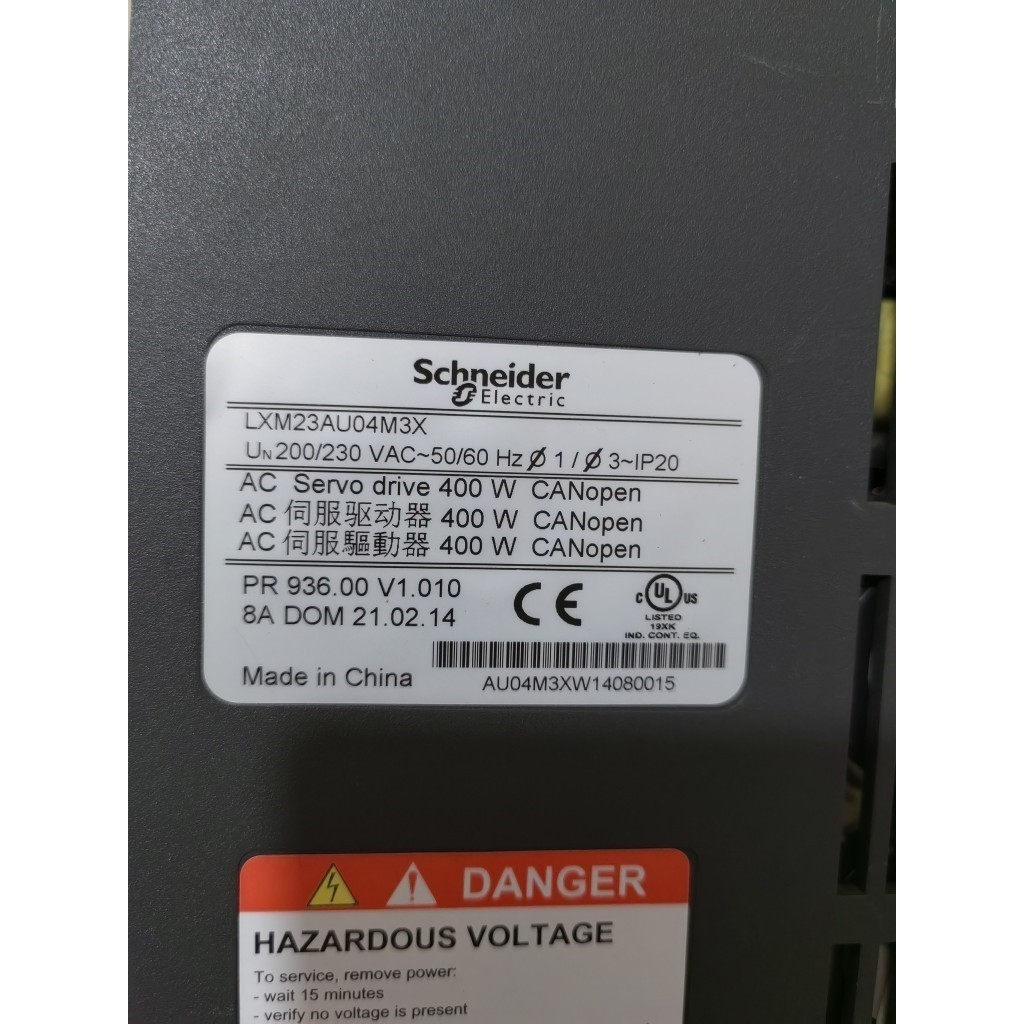 Schneider
Electric
LXM23AU04M3X
UN 200/230 VAC~50/60 Hz Ø 1 / Ø 3~IP20
AC Servo drive 400 W CANopen
AC 伺服驱动器 400 W CANopen
AC 伺服驅動器 400 W CANopen
PR 936.00 V1.010
8A DOM 21.02.14
CE
C UL US
LISTED
19XK
IND. CONT. EQ.
Made in China
AU04M3XW14080015
DANGER
HAZARDOUS VOLTAGE
To service, remove power:
- wait 15 minutes
- verify no voltage is present